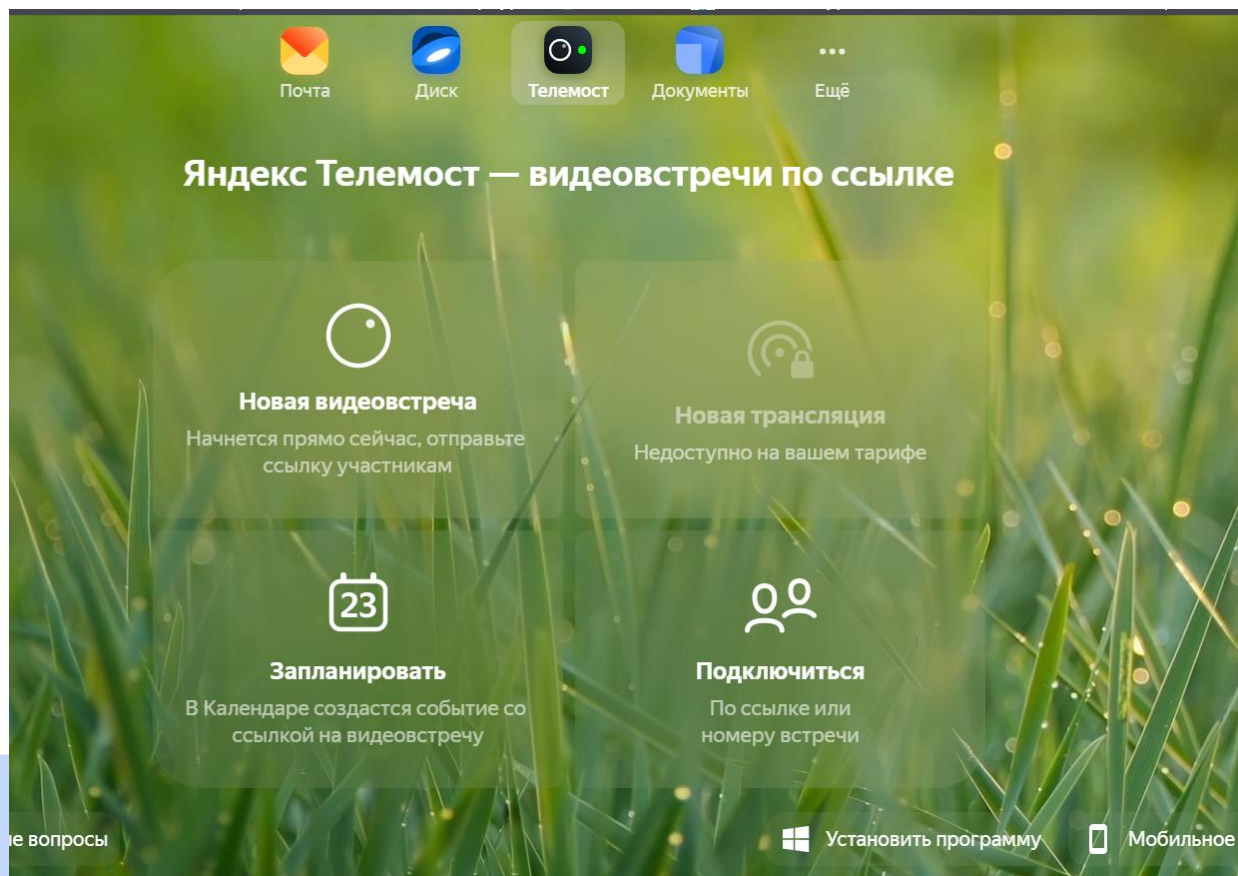 Почта
Диск
Телемост
Документы
Ещё
Яндекс Телемост — видеовстречи по ссылке
Новая видеовстреча
Начнется прямо сейчас, отправьте
ссылку участникам
Новая трансляция
Недоступно на вашем тарифе
23
Запланировать
В Календаре создастся событие со
ссылкой на видеовстречу
Подключиться
По ссылке или
номеру встречи
вопросы
Установить программу
Мобильное